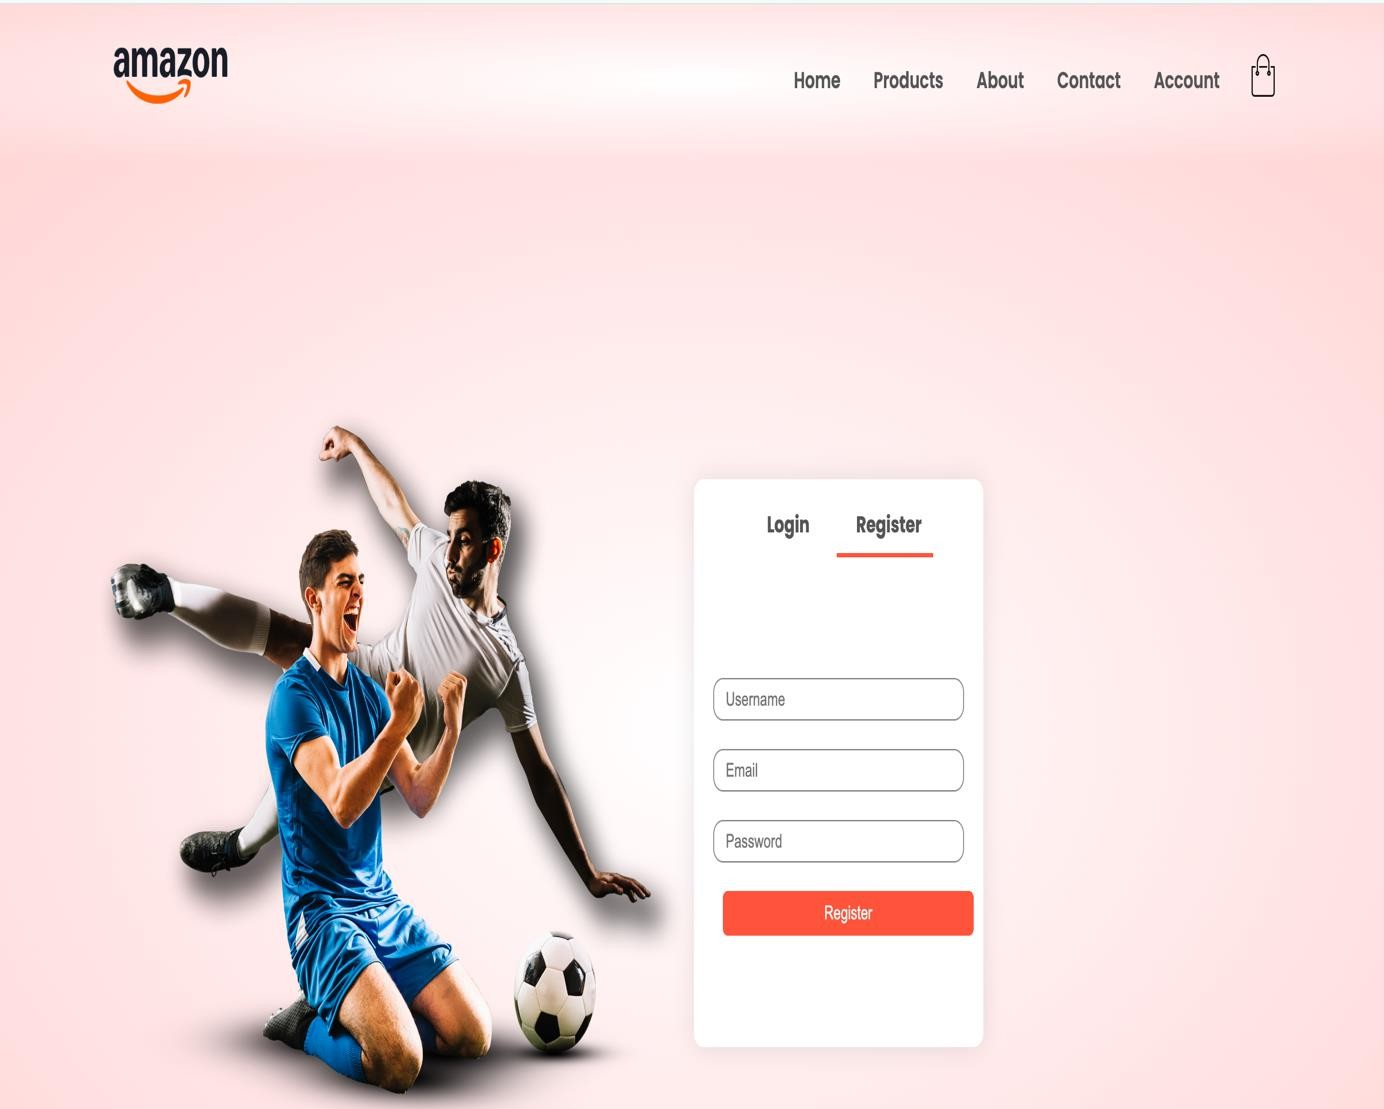 amazon
Home Products About Contact Account
Login Register
Username
Email
Password
Register